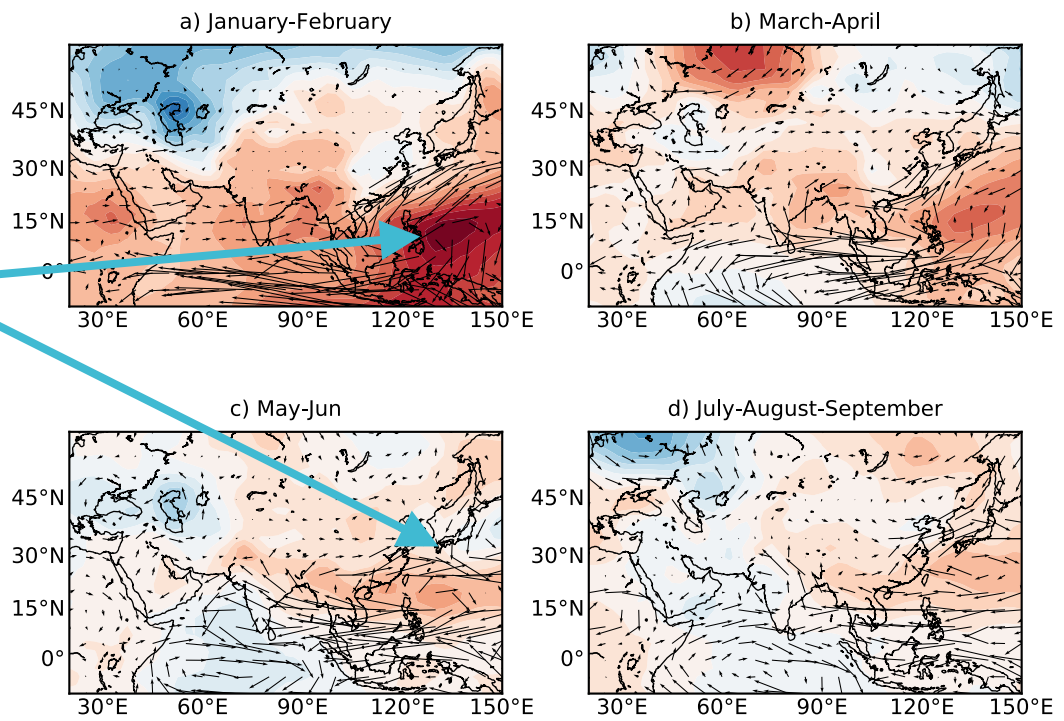 a) January-February
b) March-April
45°N
30°N
15°N
0°
30°E 60°E 90°E 120°E 150°E
45°N
30°N
15°N
0°
30°E 60°E 90°E 120°E 150°E
c) May-Jun
d) July-August-September
45°N
30°N
15°N
0°
30°E 60°E 90°E 120°E 150°E
45°N
30°N
15°N
0°
30°E 60°E 90°E 120°E 150°E